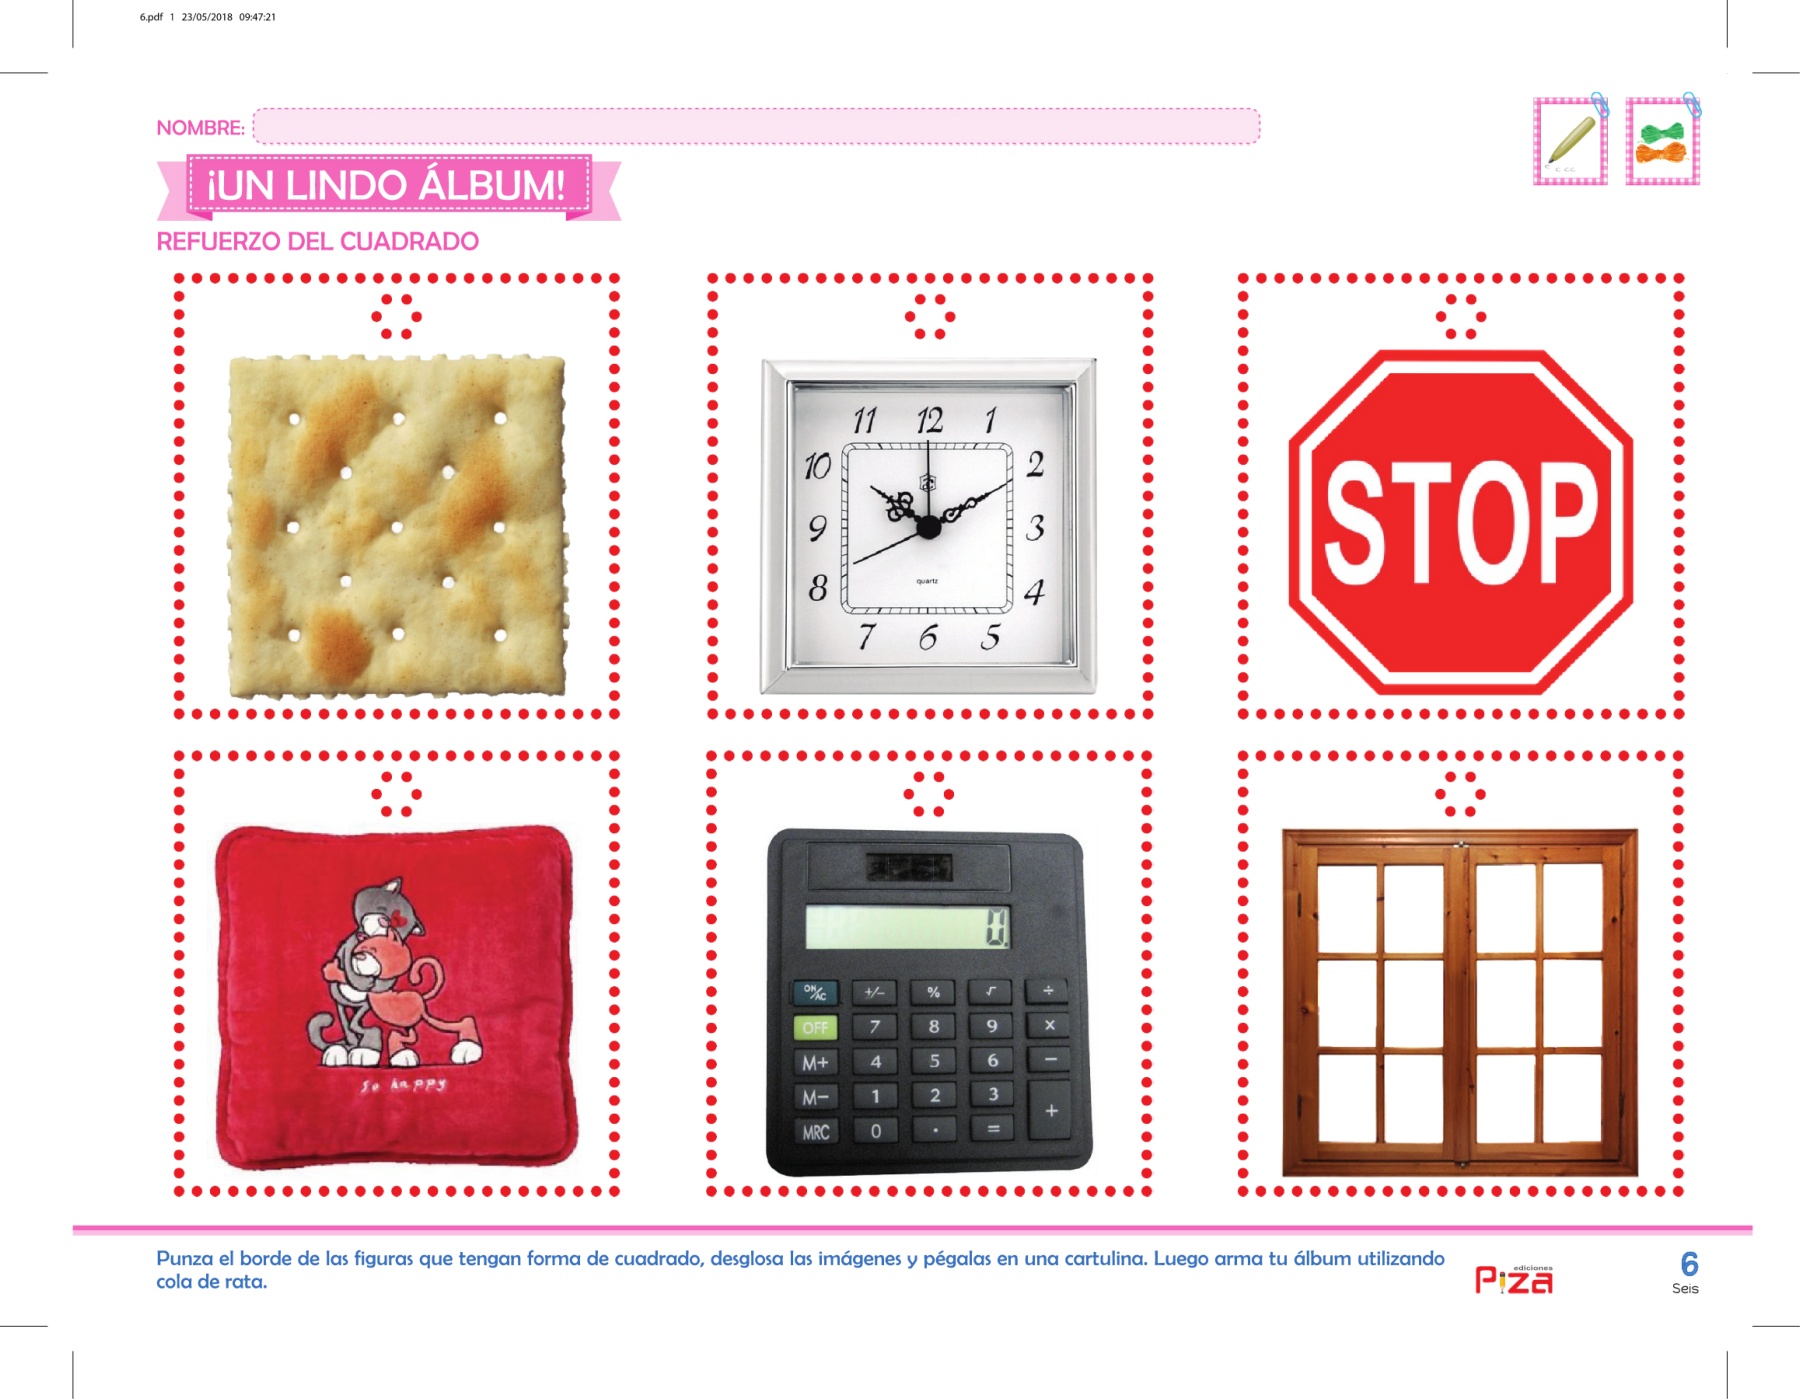 6.pdf 1 23/05/2018 09:47:21
NOMBRE:
¡UN LINDO ÁLBUM!
REFUERZO DEL CUADRADO
11 12 1
10 2
9 3
quartz
8 4
7 6 5
STOP
So happy
0.
ON/AC +/- % √ ÷
OFF 7 8 9 ×
M+ 4 5 6 −
M− 1 2 3
+
MRC 0 · =
Punza el borde de las figuras que tengan forma de cuadrado, desglosa las imágenes y pégalas en una cartulina. Luego arma tu álbum utilizando
cola de rata.
ediciones
Piza
6
Seis